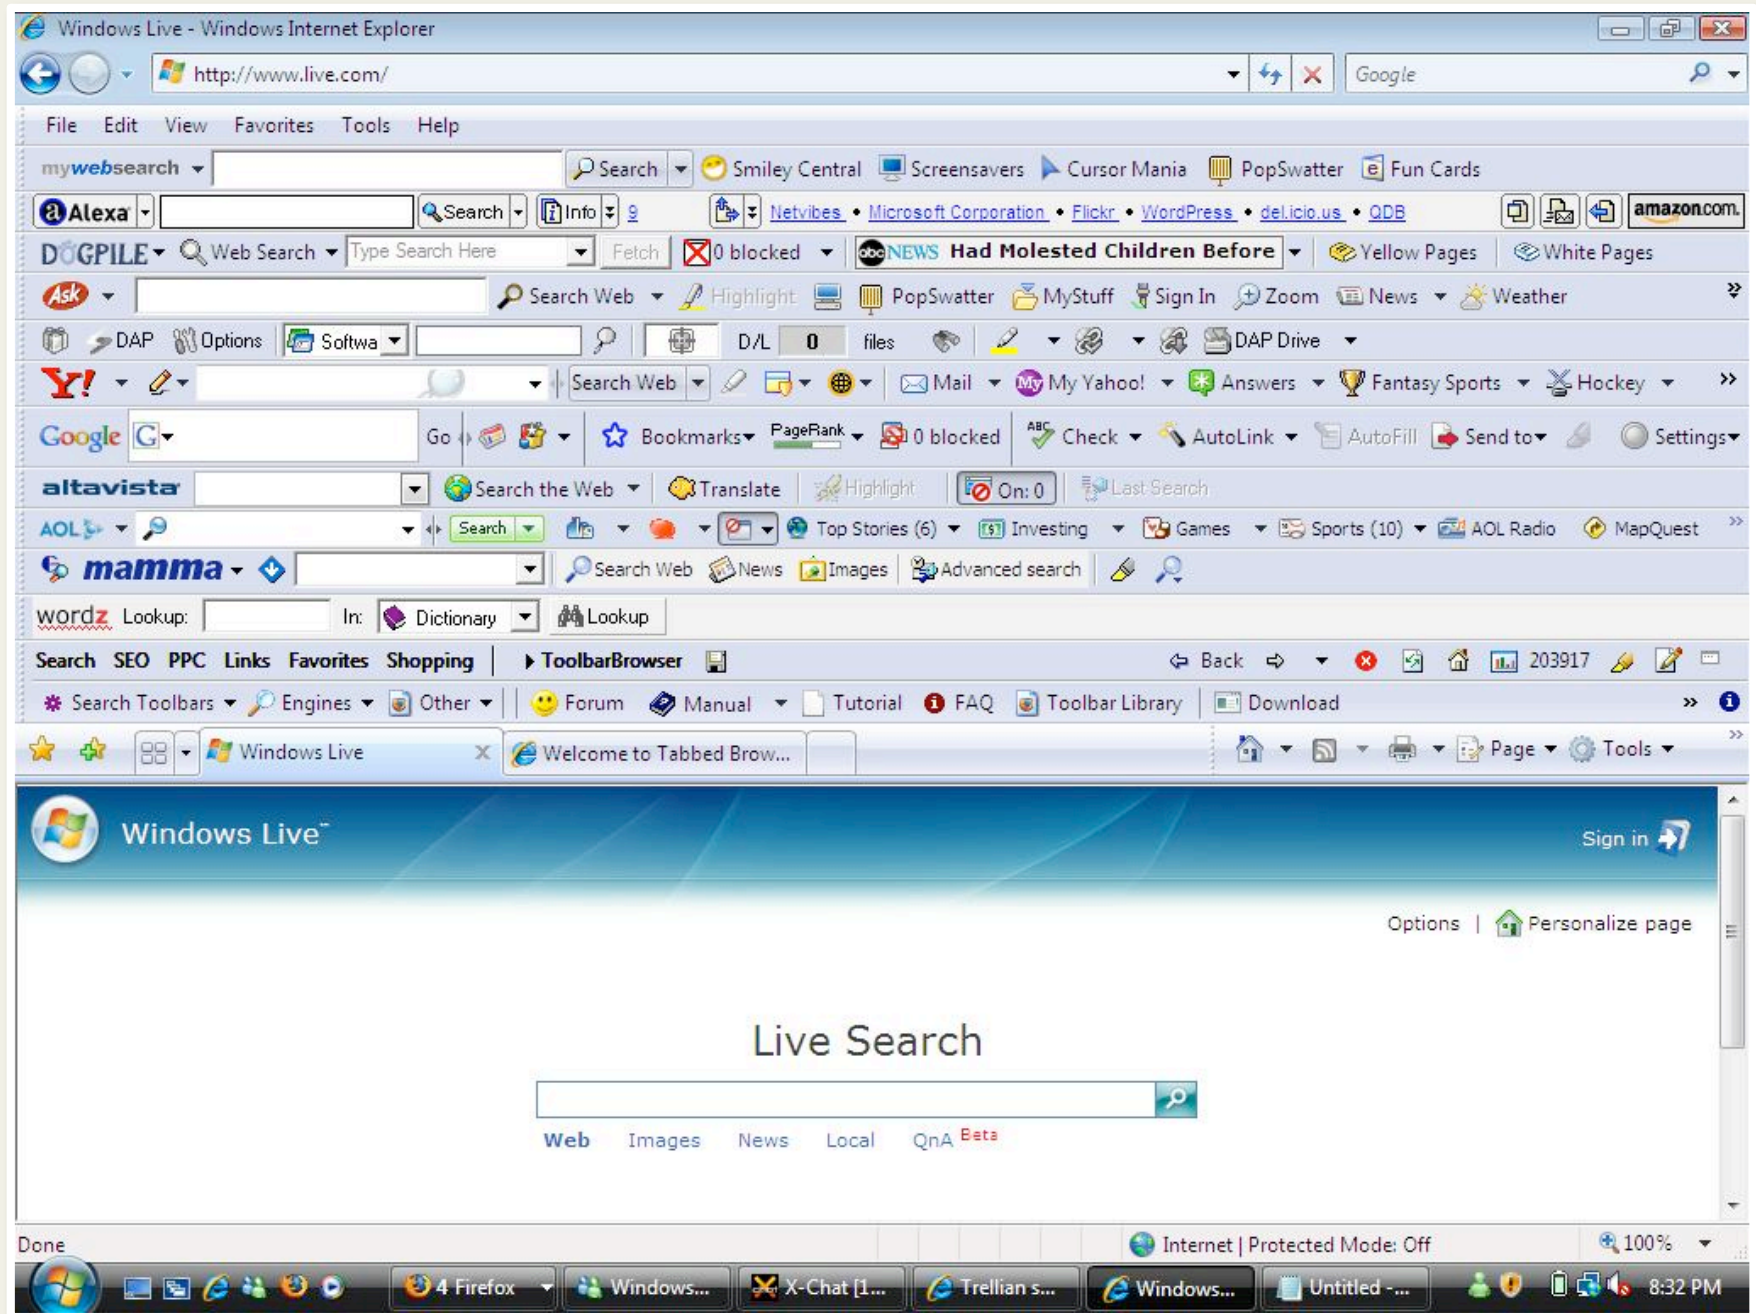 Windows Live - Windows Internet Explorer
http://www.live.com/ Google
File Edit View Favorites Tools Help
mywebsearch Search Smiley Central Screensavers Cursor Mania PopSwatter Fun Cards
Alexa Search Info 9 Netvibes • Microsoft Corporation • Flickr • WordPress • del.icio.us • QDB amazon.com.
DOGPILE Web Search Type Search Here Fetch 0 blocked abc NEWS Had Molested Children Before Yellow Pages White Pages
Ask Search Web Highlight PopSwatter MyStuff Sign In Zoom News Weather »
DAP Options Softwa D/L 0 files DAP Drive
Y! Search Web Mail My My Yahoo! Answers Fantasy Sports Hockey »
Google G Go Bookmarks PageRank 0 blocked ABC Check AutoLink AutoFill Send to Settings
altavista Search the Web Translate Highlight On: 0 Last Search
AOL Search Top Stories (6) Investing Games Sports (10) AOL Radio MapQuest »
mamma Search Web News Images Advanced search
wordz Lookup: In: Dictionary Lookup
Search SEO PPC Links Favorites Shopping ToolbarBrowser Back 203917
Search Toolbars Engines Other Forum Manual Tutorial FAQ Toolbar Library Download »
Windows Live Welcome to Tabbed Brow... Page Tools »
Windows Live™
Sign in
Options | Personalize page
Live Search
Web Images News Local QnA Beta
Done Internet | Protected Mode: Off 100%
4 Firefox Windows... X-Chat [1... Trellian s... Windows... Untitled -... 8:32 PM